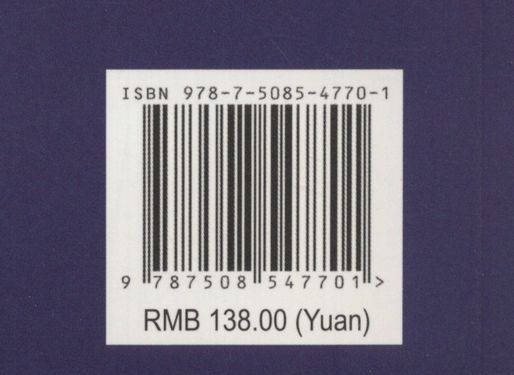 ISBN 978-7-5085-4770-1
9 787508 547701 >
RMB 138.00 (Yuan)